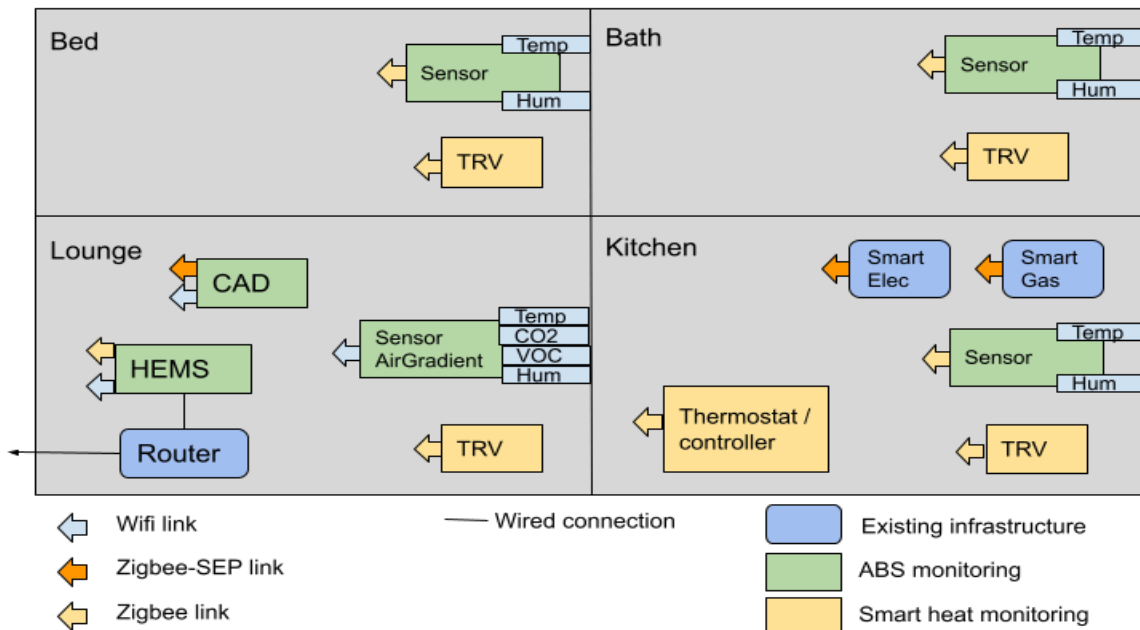 Bed
Temp
Sensor
Hum
TRV
Bath
Temp
Sensor
Hum
TRV
Lounge
CAD
HEMS
Router
Sensor
AirGradient
Temp
CO2
VOC
Hum
TRV
Kitchen
Smart
Elec
Smart
Gas
Temp
Sensor
Hum
Thermostat /
controller
TRV
Wifi link
Zigbee-SEP link
Zigbee link
Wired connection
Existing infrastructure
ABS monitoring
Smart heat monitoring